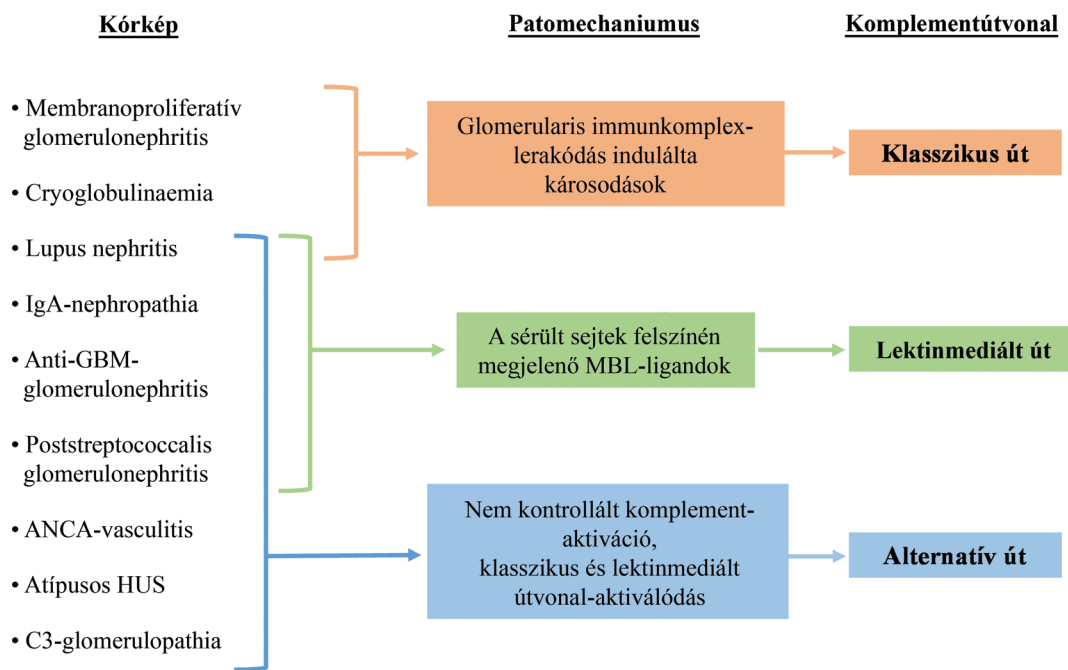 Kórkép
Patomechaniumus
Komplementútvonal
• Membranoproliferatív
glomerulonephritis
• Cryoglobulinaemia
• Lupus nephritis
• IgA-nephropathia
• Anti-GBM-
glomerulonephritis
• Poststreptococcalis
glomerulonephritis
• ANCA-vasculitis
• Atípusos HUS
• C3-glomerulopathia
Glomerularis immunkomplex-
lerakódás indulálta
károsodások
Klasszikus út
A sérült sejtek felszínén
megjelenő MBL-ligandok
Lektinmediált út
Nem kontrollált komplement-
aktiváció,
klasszikus és lektinmediált
útvonal-aktiválódás
Alternatív út